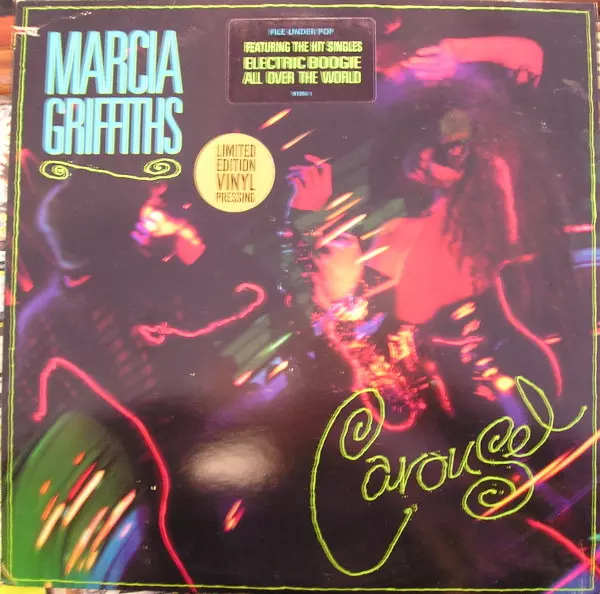 MARCIA
GRIFFITHS
FILE UNDER POP
FEATURING THE HIT SINGLES
ELECTRIC BOOGIE
ALL OVER THE WORLD
LIMITED
EDITION
VINYL
PRESSING
Carousel